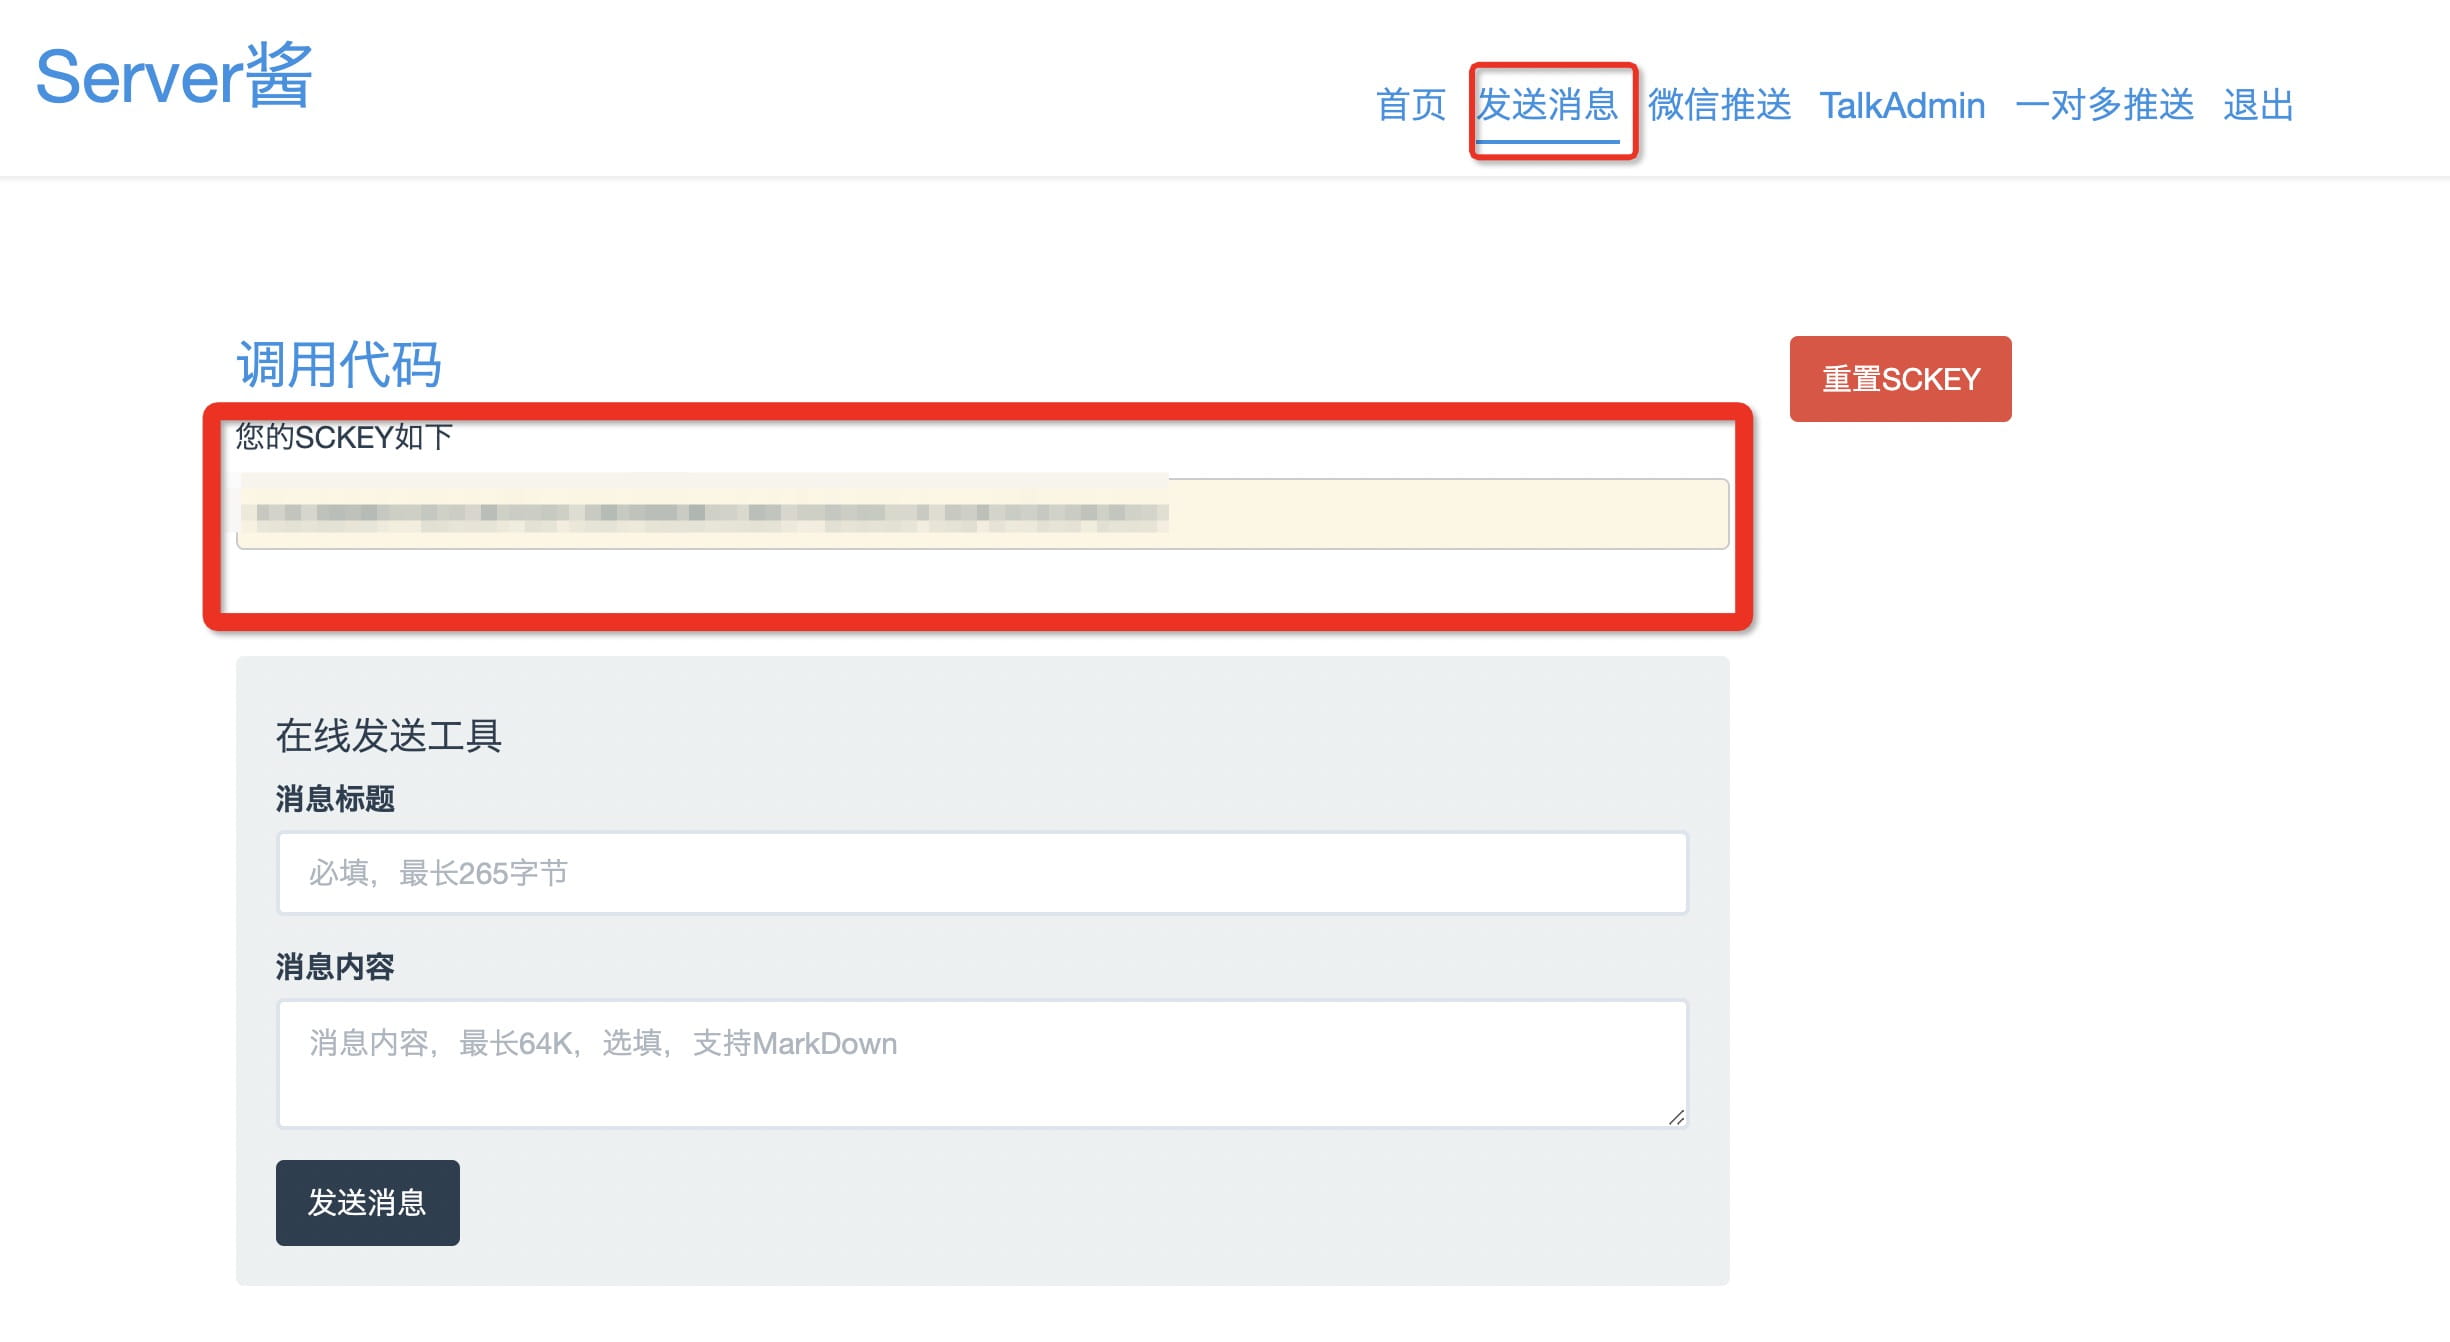 Server酱
首页 发送消息 微信推送 TalkAdmin 一对多推送 退出
调用代码
重置SCKEY
您的SCKEY如下
在线发送工具
消息标题
必填，最长265字节
消息内容
消息内容，最长64K，选填，支持MarkDown
发送消息